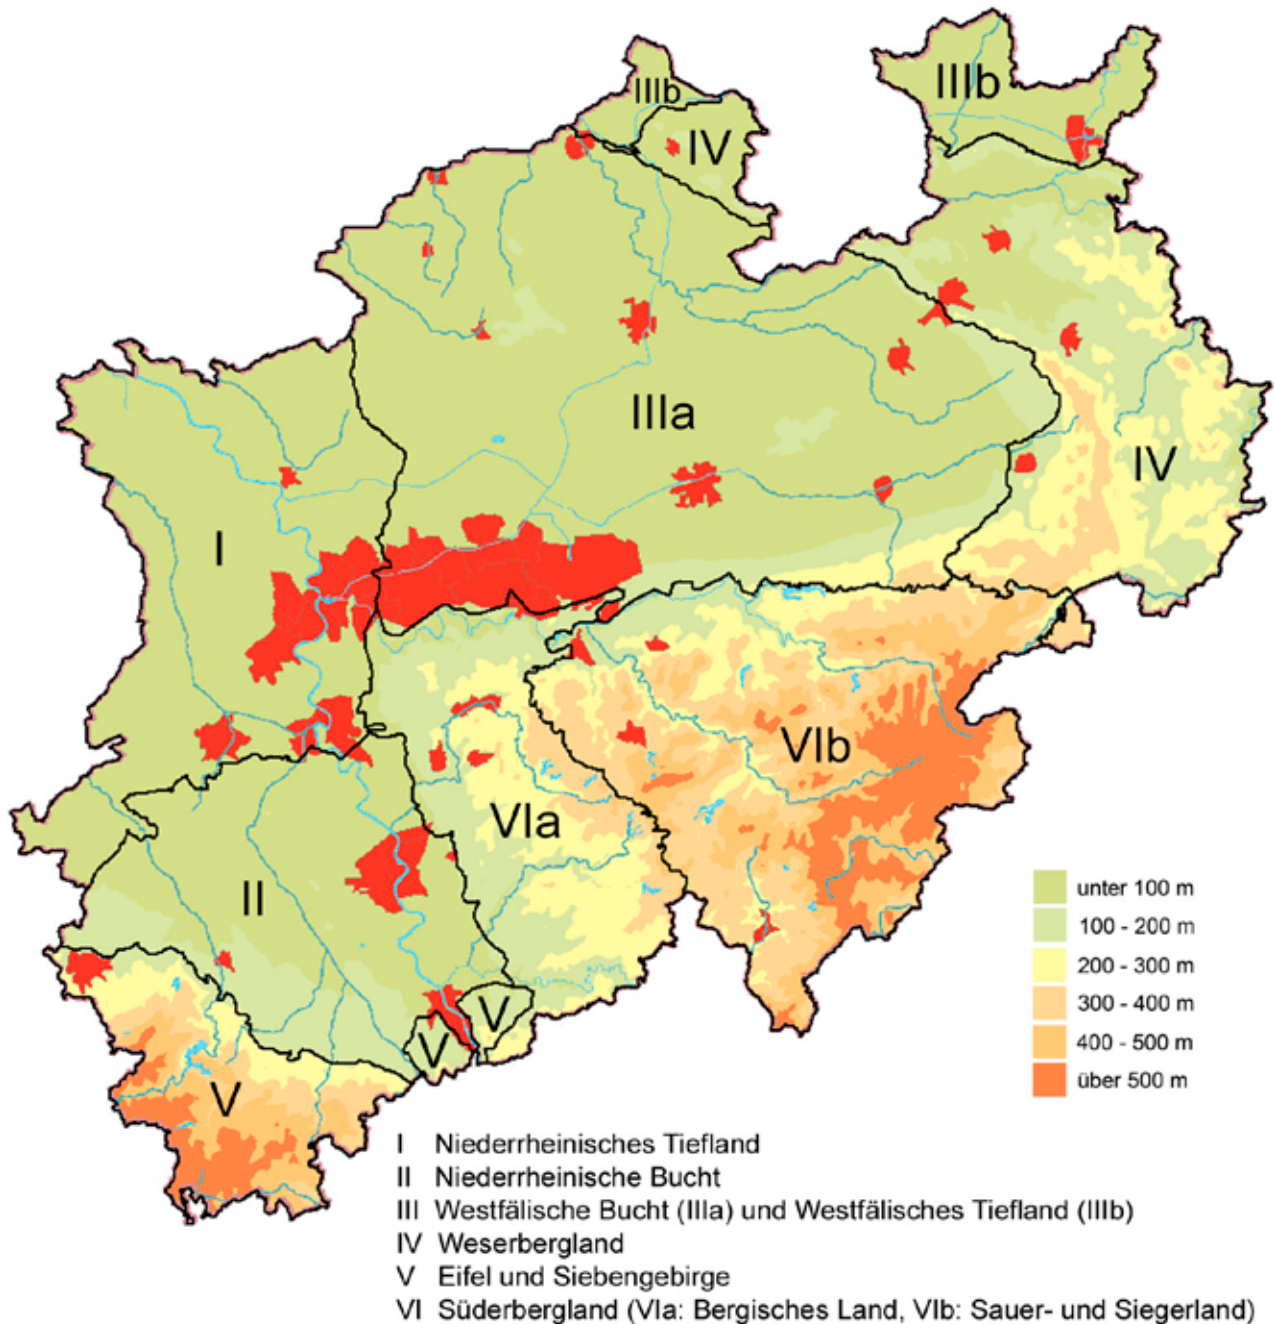 IIIb
IIIb
IV
IIIa
IV
I
VIb
VIa
II
V
V
V
unter 100 m
100 - 200 m
200 - 300 m
300 - 400 m
400 - 500 m
über 500 m
I Niederrheinisches Tiefland
II Niederrheinische Bucht
III Westfälische Bucht (IIIa) und Westfälisches Tiefland (IIIb)
IV Weserbergland
V Eifel und Siebengebirge
VI Süderbergland (VIa: Bergisches Land, VIb: Sauer- und Siegerland)